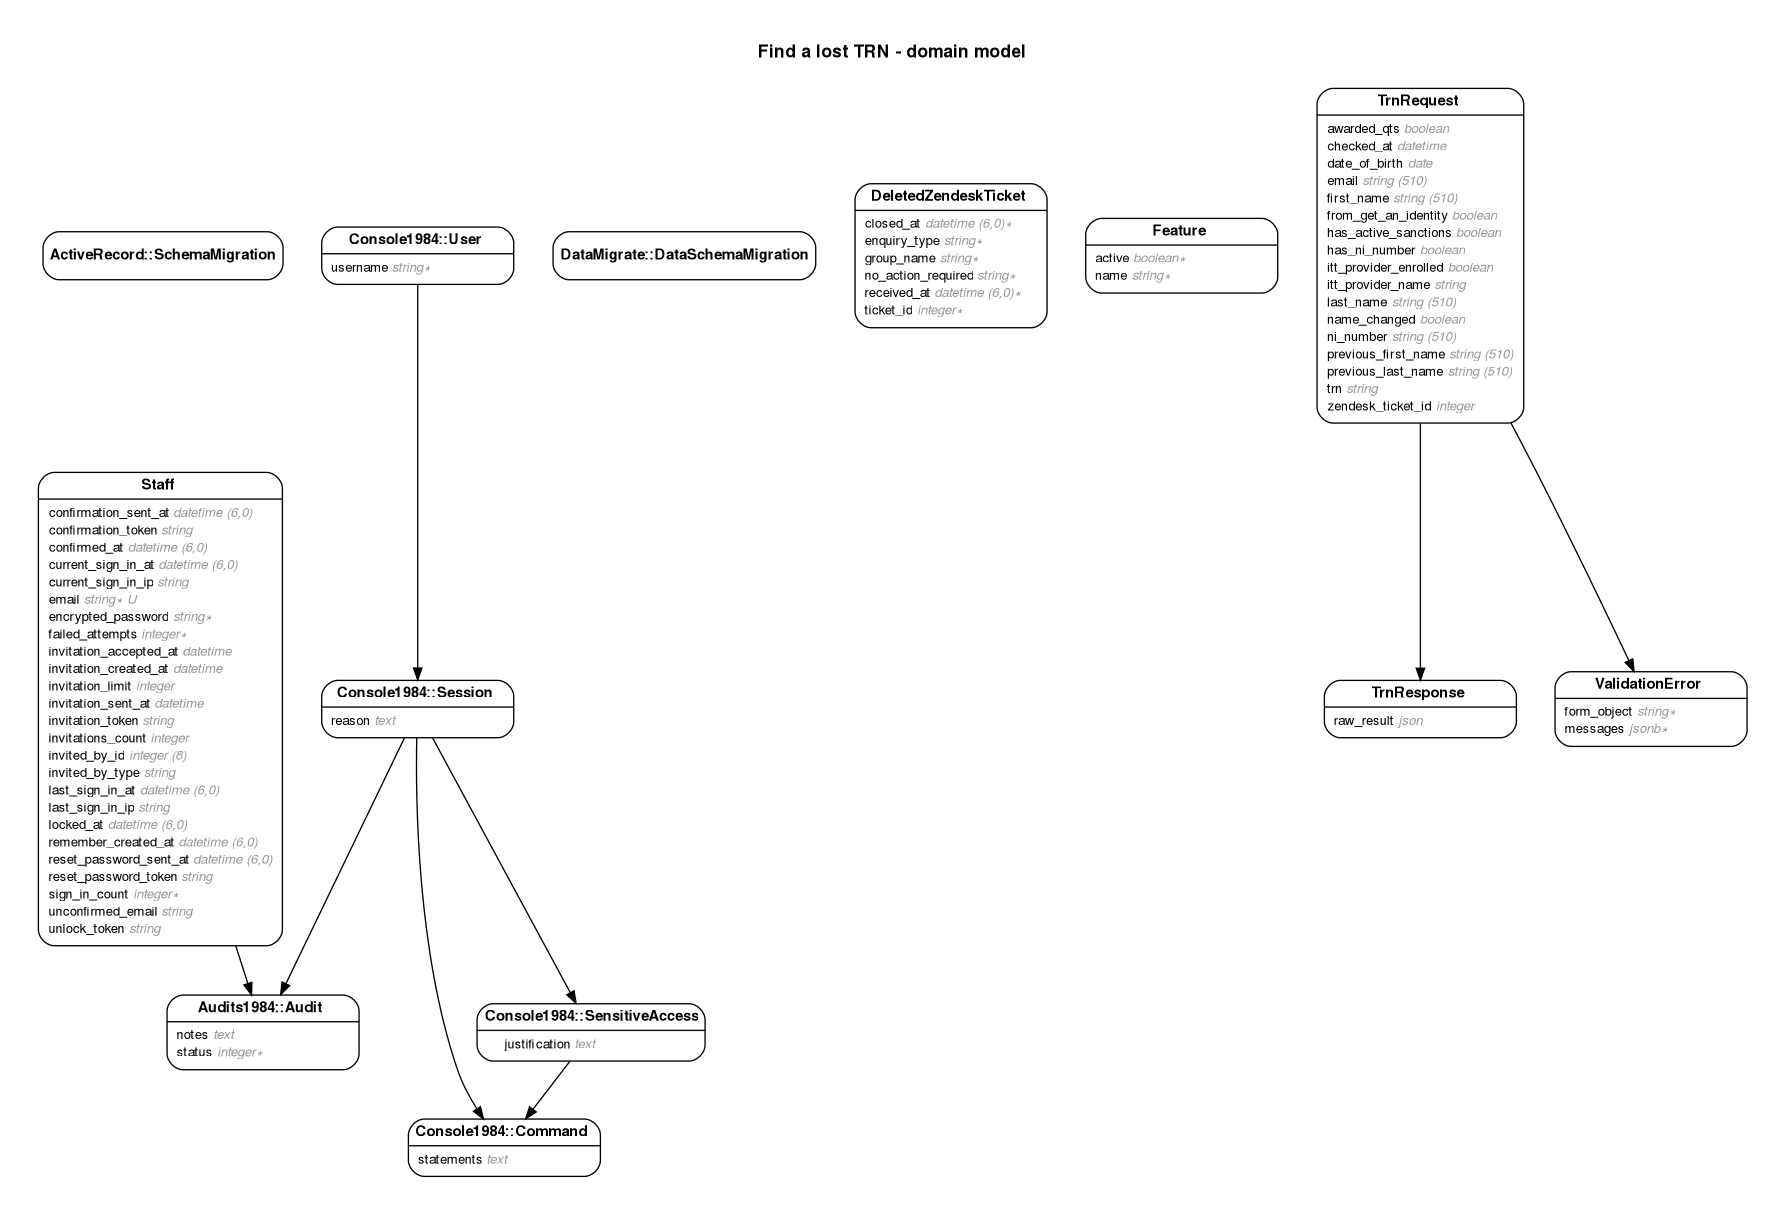 Find a lost TRN - domain model
TrnRequest
awarded_qts boolean
checked_at datetime
date_of_birth date
email string (510)
first_name string (510)
from_get_an_identity boolean
has_active_sanctions boolean
has_ni_number boolean
itt_provider_enrolled boolean
itt_provider_name string
last_name string (510)
name_changed boolean
ni_number string (510)
previous_first_name string (510)
previous_last_name string (510)
trn string
zendesk_ticket_id integer
DeletedZendeskTicket
closed_at datetime (6,0)∗
enquiry_type string∗
group_name string∗
no_action_required string∗
received_at datetime (6,0)∗
ticket_id integer∗
Feature
active boolean∗
name string∗
ActiveRecord::SchemaMigration
Console1984::User
username string∗
DataMigrate::DataSchemaMigration
Staff
confirmation_sent_at datetime (6,0)
confirmation_token string
confirmed_at datetime (6,0)
current_sign_in_at datetime (6,0)
current_sign_in_ip string
email string∗ U
encrypted_password string∗
failed_attempts integer∗
invitation_accepted_at datetime
invitation_created_at datetime
invitation_limit integer
invitation_sent_at datetime
invitation_token string
invitations_count integer
invited_by_id integer (8)
invited_by_type string
last_sign_in_at datetime (6,0)
last_sign_in_ip string
locked_at datetime (6,0)
remember_created_at datetime (6,0)
reset_password_sent_at datetime (6,0)
reset_password_token string
sign_in_count integer∗
unconfirmed_email string
unlock_token string
Console1984::Session
reason text
TrnResponse
raw_result json
ValidationError
form_object string∗
messages jsonb∗
Audits1984::Audit
notes text
status integer∗
Console1984::SensitiveAccess
justification text
Console1984::Command
statements text